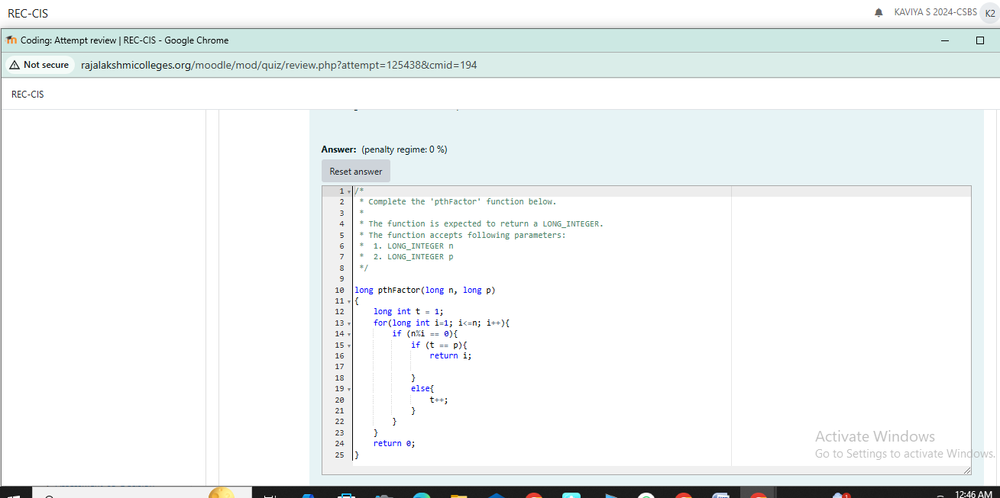 REC-CIS
KAVIYA S 2024-CSBS K2
Coding: Attempt review | REC-CIS - Google Chrome
Not secure rajalakshmicolleges.org/moodle/mod/quiz/review.php?attempt=125438&cmid=194
REC-CIS
Answer: (penalty regime: 0 %)
Reset answer
1 /*
2 * Complete the 'pthFactor' function below.
3 *
4 * The function is expected to return a LONG_INTEGER.
5 * The function accepts following parameters:
6 * 1. LONG_INTEGER n
7 * 2. LONG_INTEGER p
8 */
9
10 long pthFactor(long n, long p)
11 {
12 long int t = 1;
13 for(long int i=1; i<=n; i++){
14 if (n%i == 0){
15 if (t == p){
16 return i;
17
18 }
19 else{
20 t++;
21 }
22 }
23 }
24 return 0;
25 }
Activate Windows
Go to Settings to activate Windows.
12:46 AM